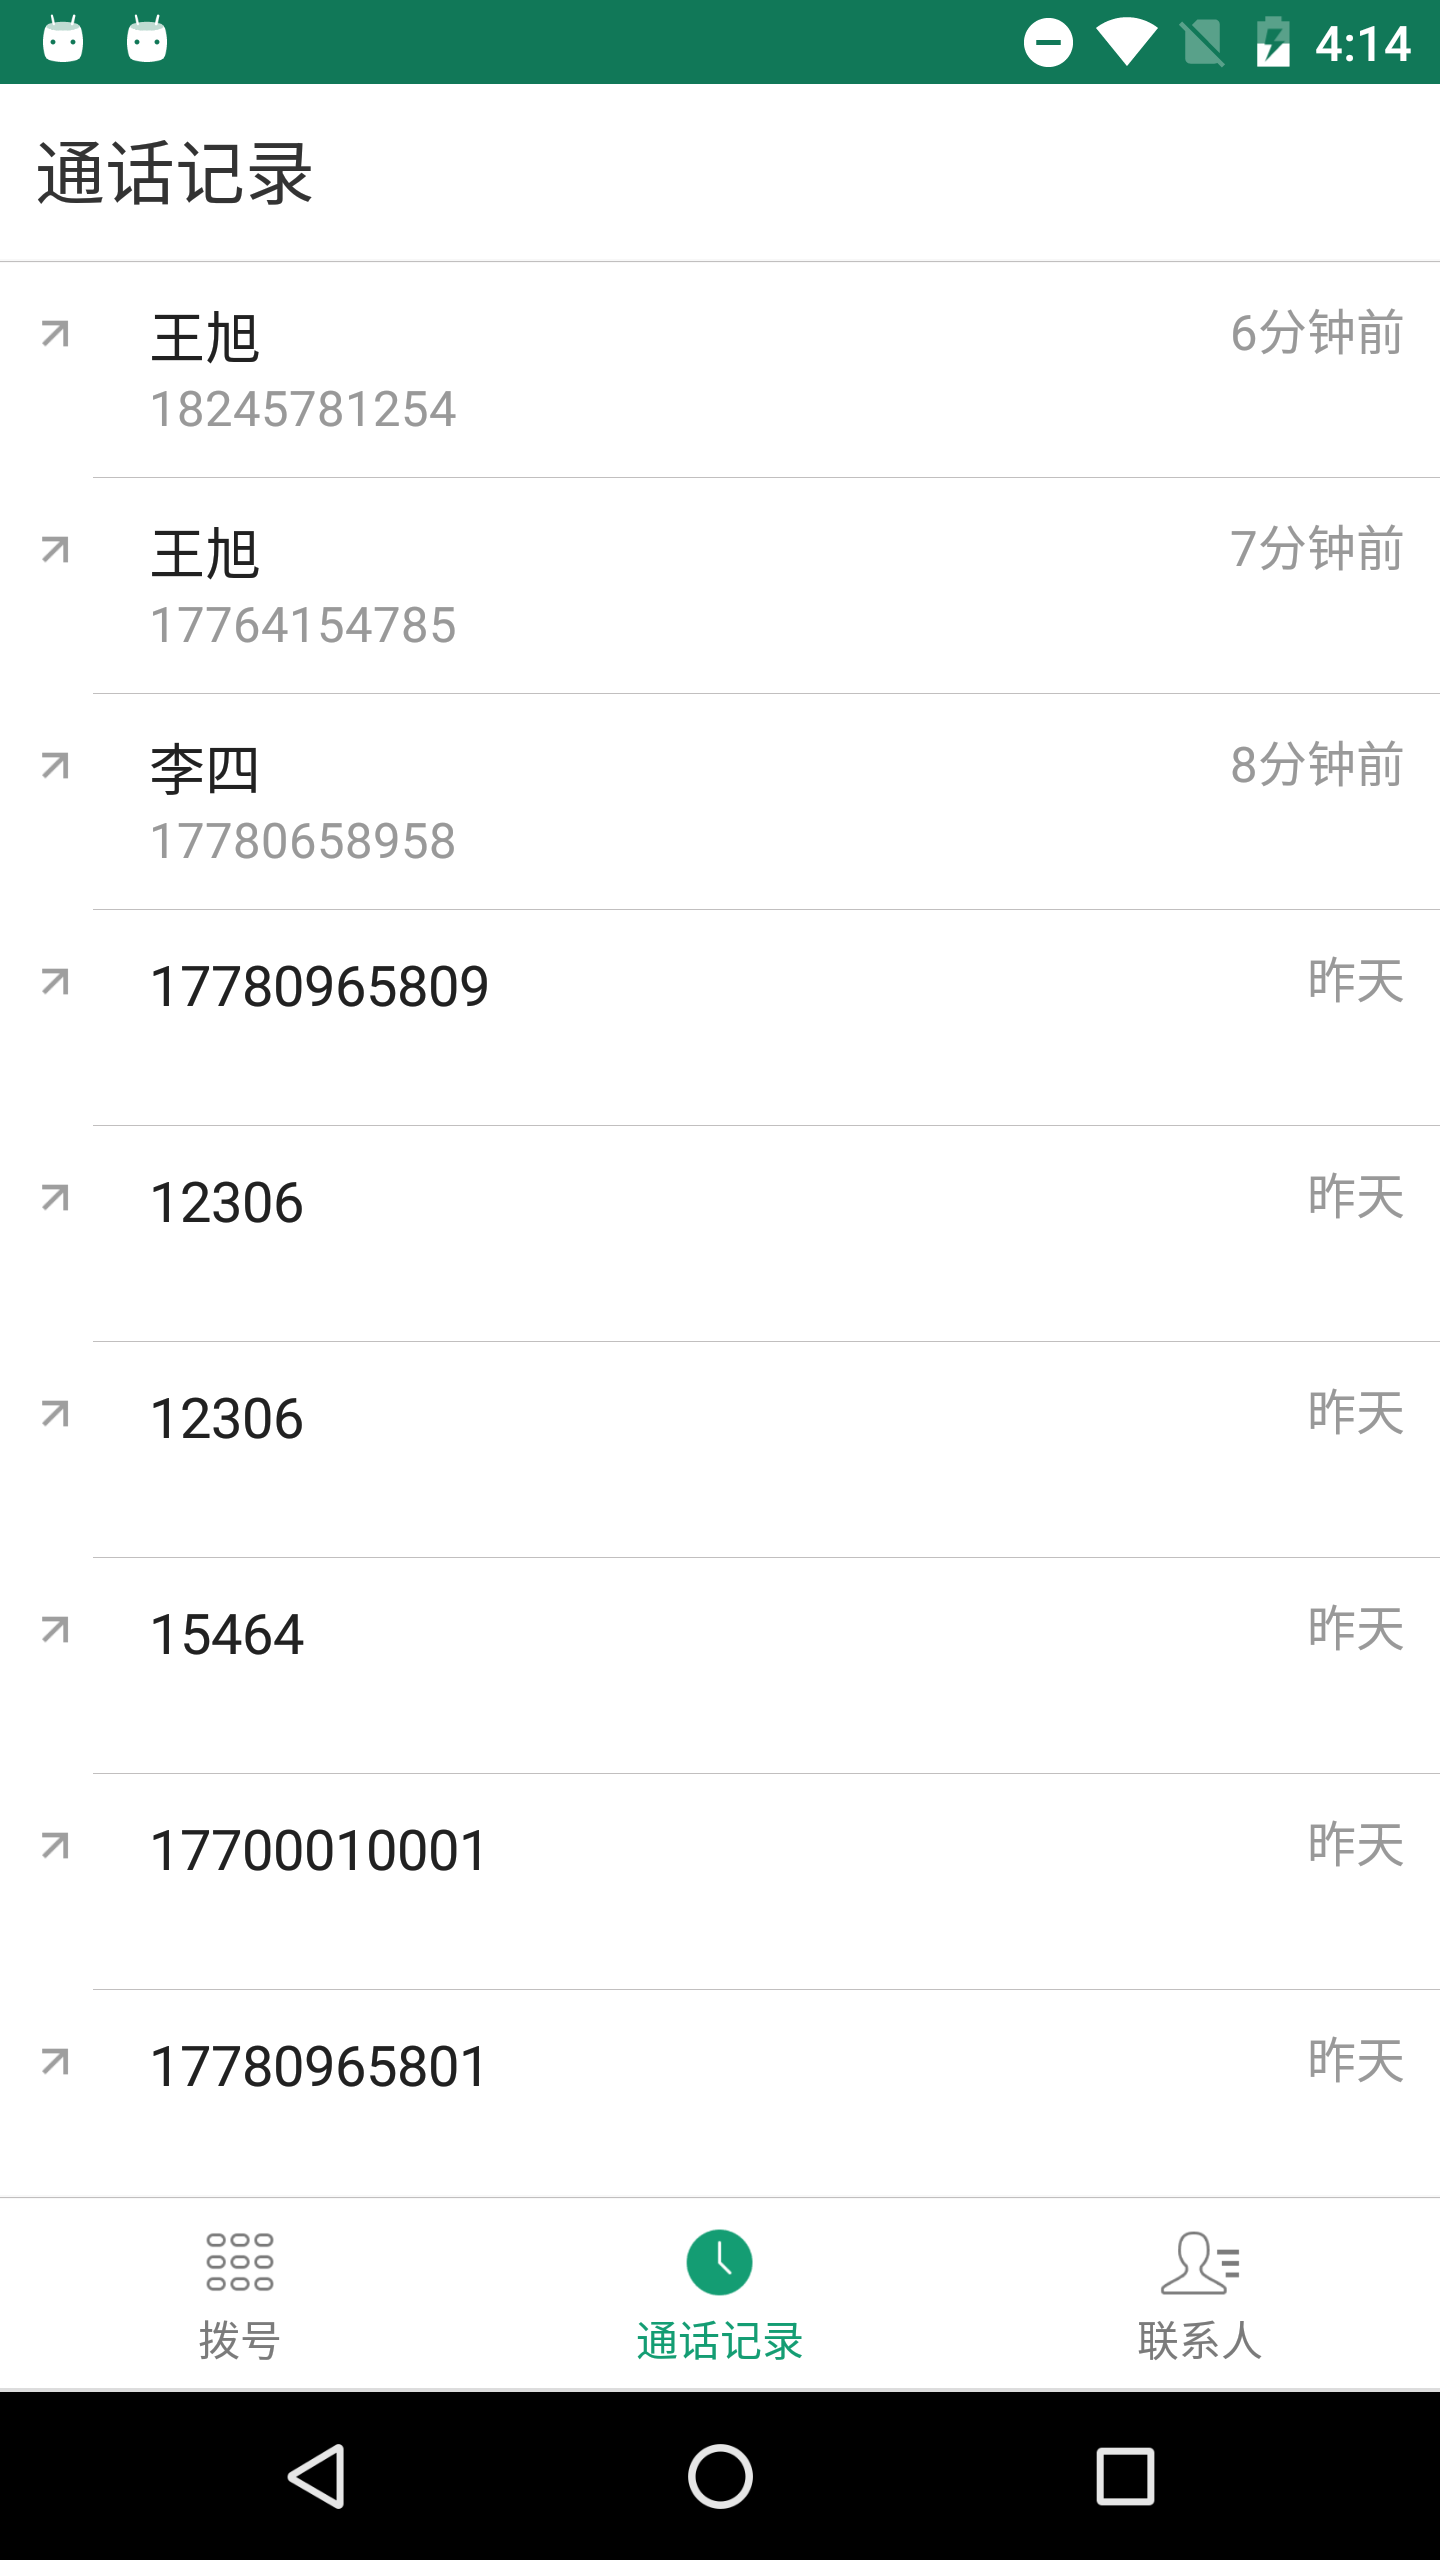 4:14
通话记录
王旭
6分钟前
18245781254
王旭
7分钟前
17764154785
李四
8分钟前
17780658958
17780965809
昨天
12306
昨天
12306
昨天
15464
昨天
17700010001
昨天
17780965801
昨天
拨号
通话记录
联系人